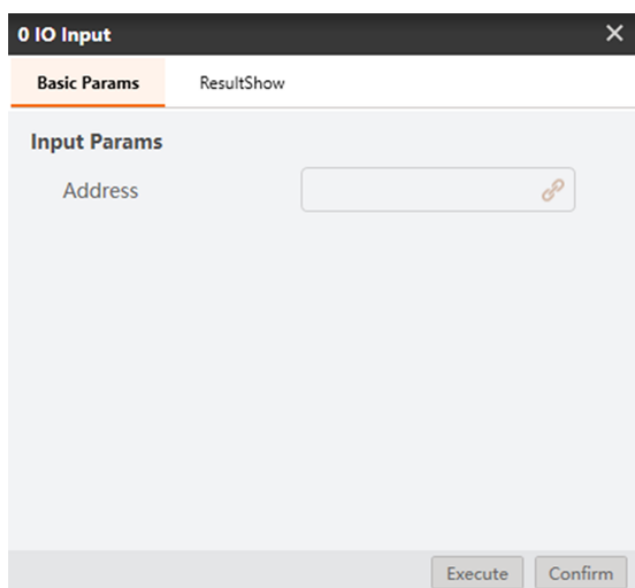 0 IO Input
Basic Params ResultShow
Input Params
Address
Execute Confirm